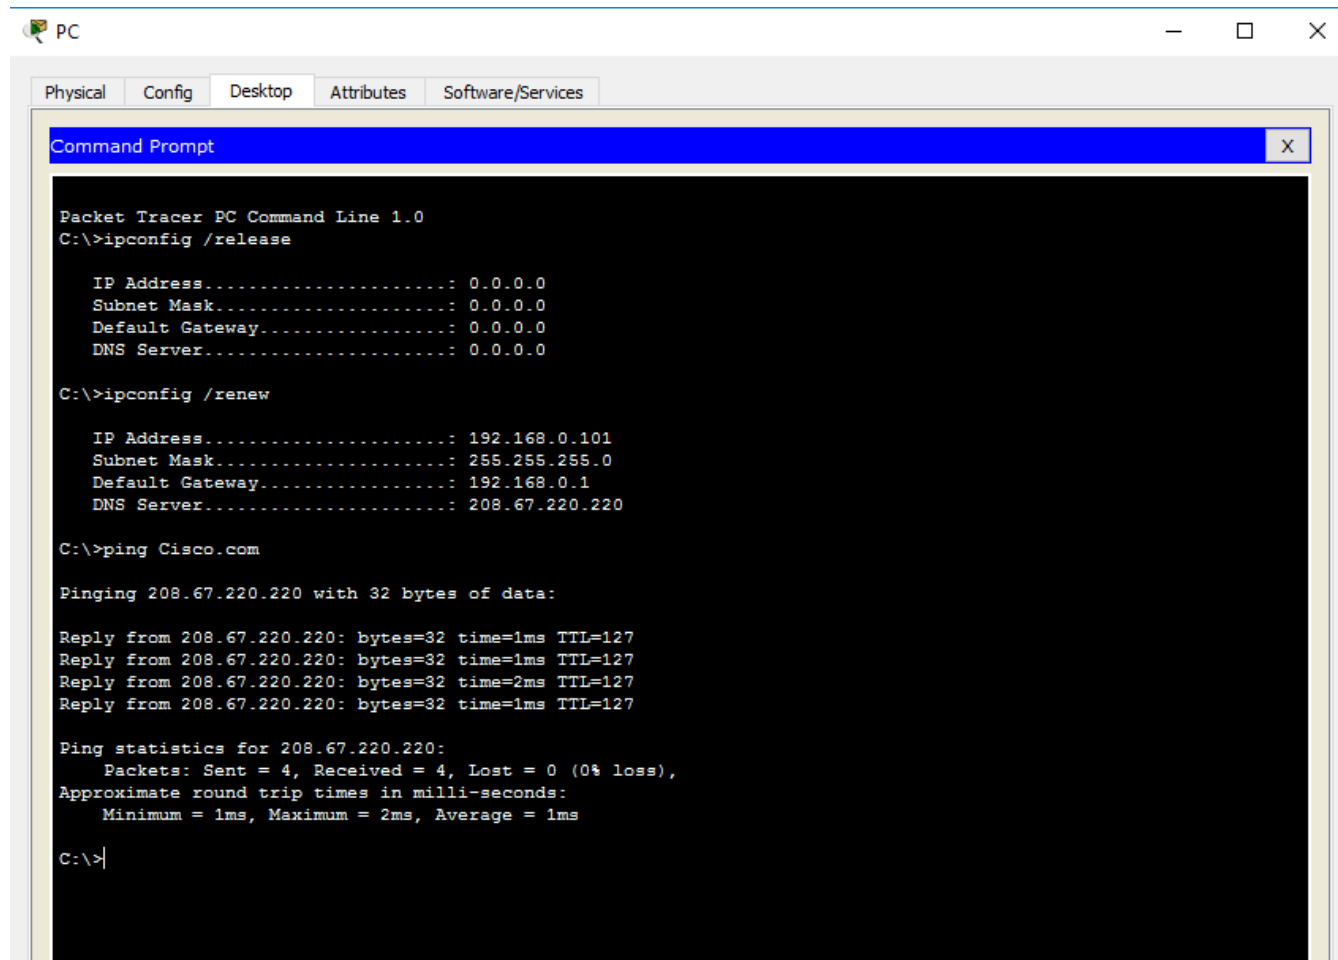 PC
Physical Config Desktop Attributes Software/Services
Command Prompt X
Packet Tracer PC Command Line 1.0
C:\>ipconfig /release
IP Address......................: 0.0.0.0
Subnet Mask.....................: 0.0.0.0
Default Gateway.................: 0.0.0.0
DNS Server......................: 0.0.0.0
C:\>ipconfig /renew
IP Address......................: 192.168.0.101
Subnet Mask.....................: 255.255.255.0
Default Gateway.................: 192.168.0.1
DNS Server......................: 208.67.220.220
C:\>ping Cisco.com
Pinging 208.67.220.220 with 32 bytes of data:
Reply from 208.67.220.220: bytes=32 time=1ms TTL=127
Reply from 208.67.220.220: bytes=32 time=1ms TTL=127
Reply from 208.67.220.220: bytes=32 time=2ms TTL=127
Reply from 208.67.220.220: bytes=32 time=1ms TTL=127
Ping statistics for 208.67.220.220:
Packets: Sent = 4, Received = 4, Lost = 0 (0% loss),
Approximate round trip times in milli-seconds:
Minimum = 1ms, Maximum = 2ms, Average = 1ms
C:\>